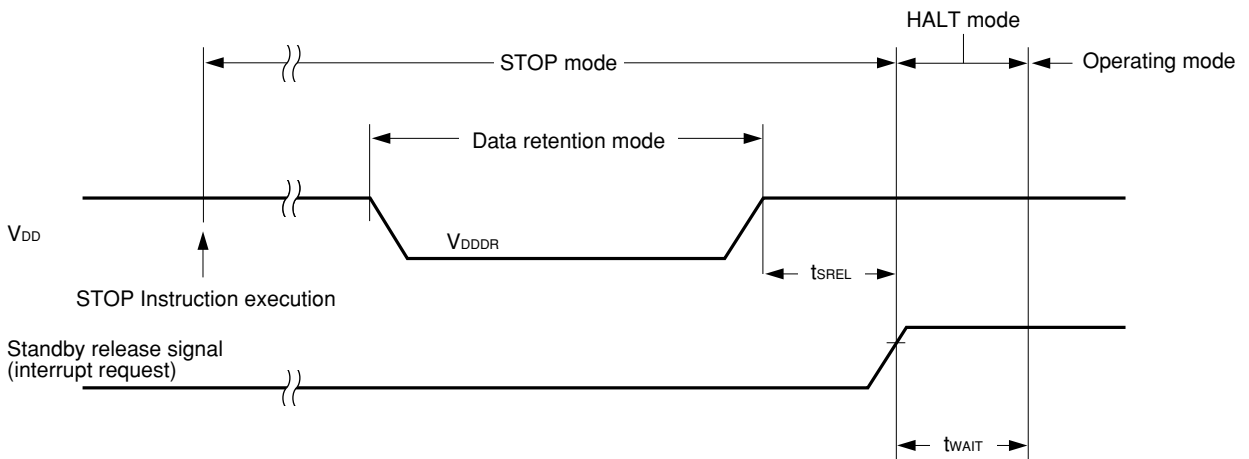 HALT mode
STOP mode
Operating mode
Data retention mode
VDD
VDDDR
tSREL
STOP Instruction execution
Standby release signal
(interrupt request)
tWAIT